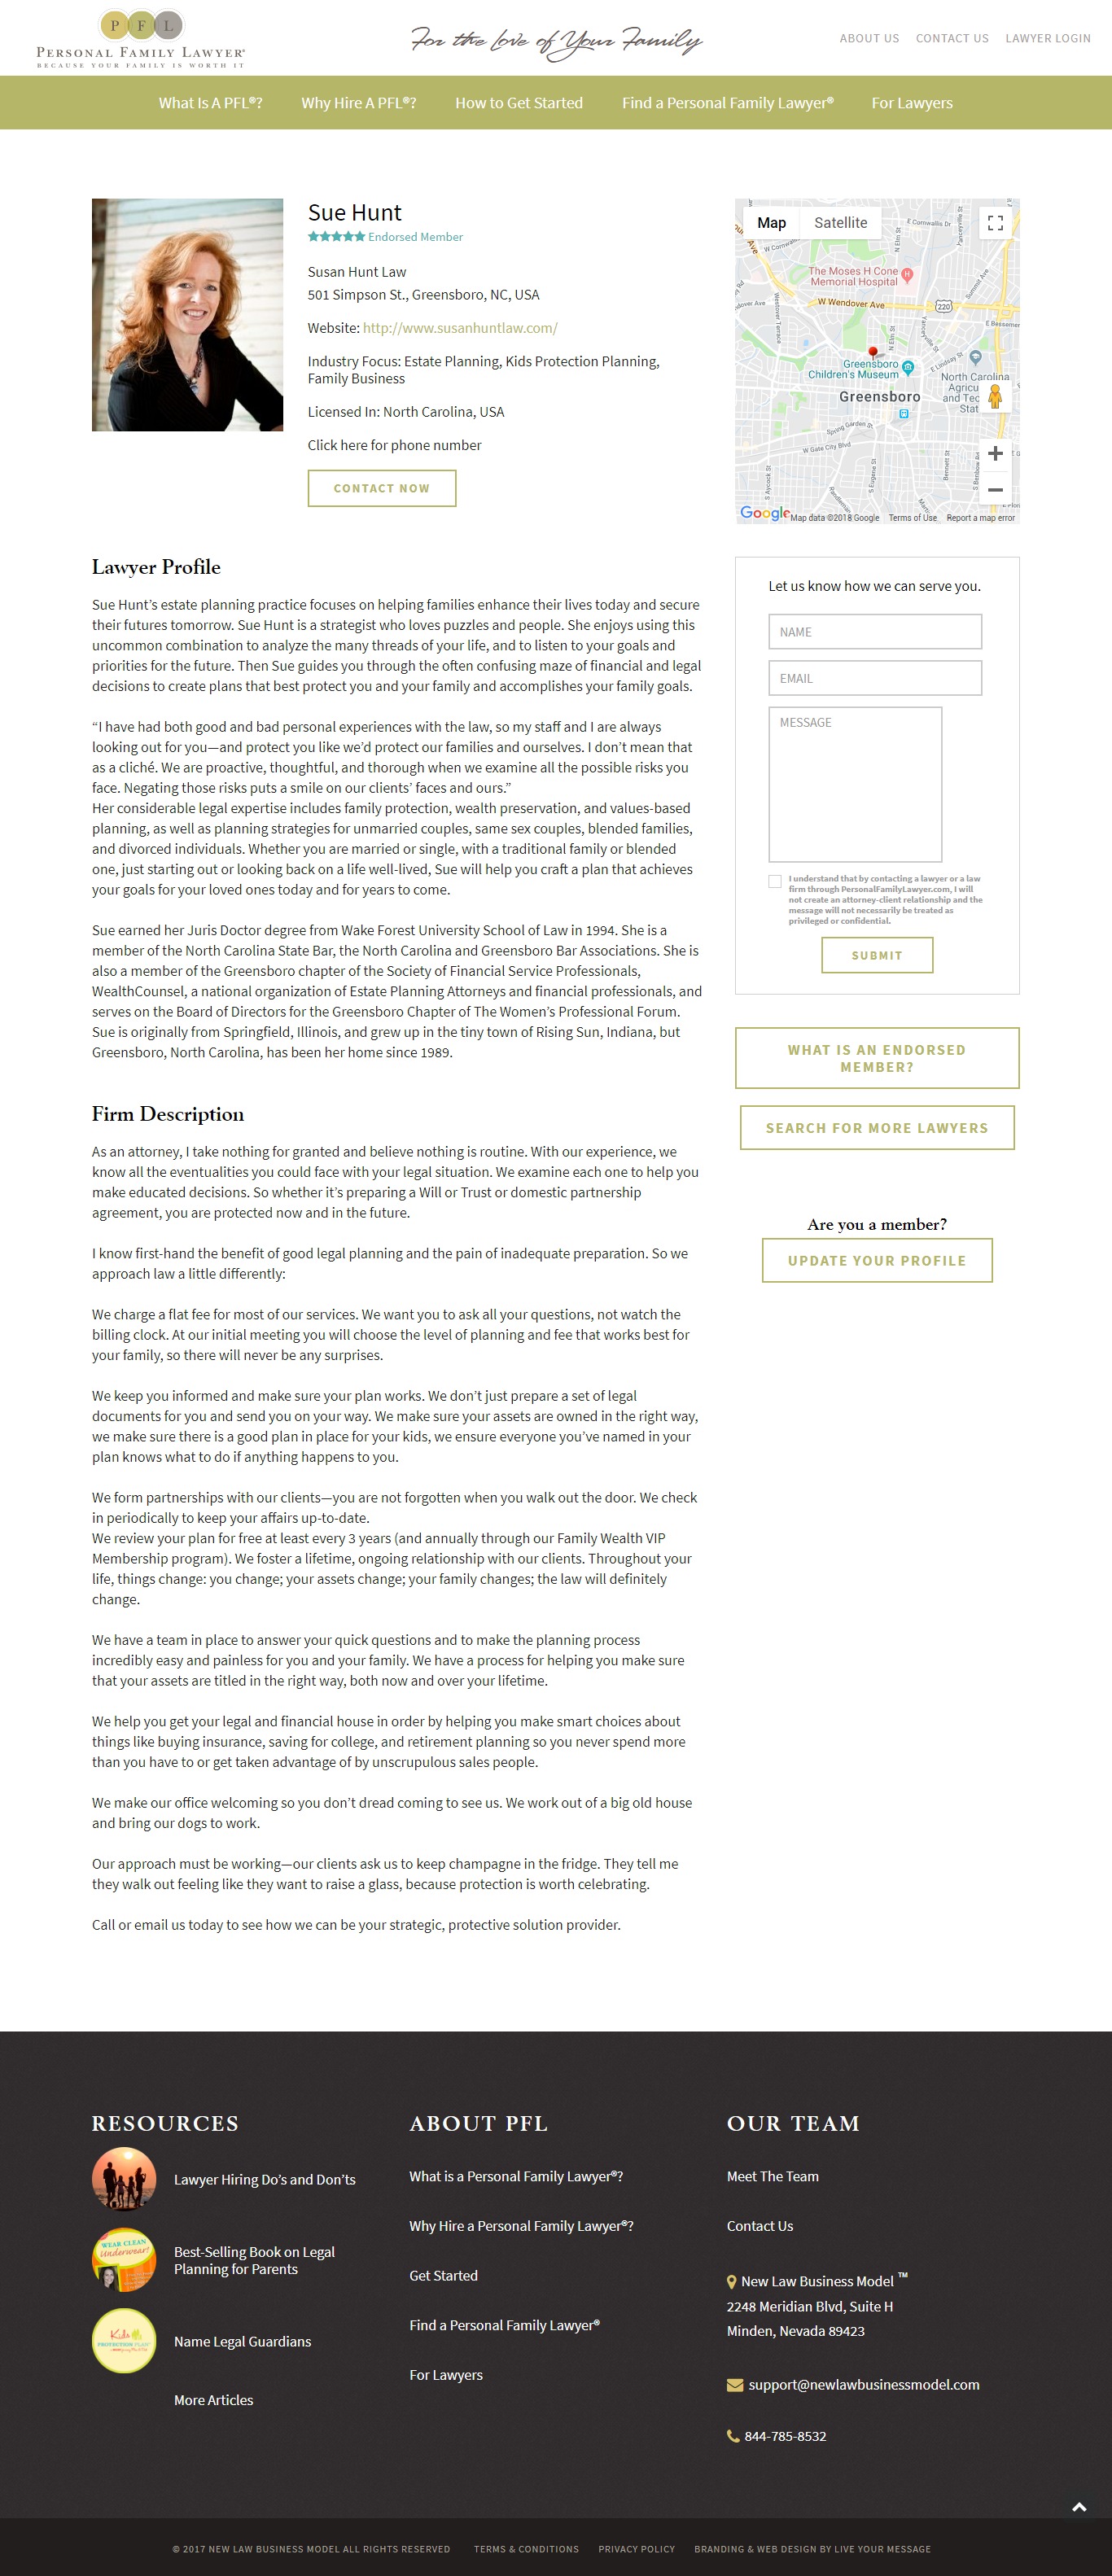 P F L
PERSONAL FAMILY LAWYER®
BECAUSE YOUR FAMILY IS WORTH IT
For the Love of Your Family
ABOUT US CONTACT US LAWYER LOGIN
What Is A PFL®? Why Hire A PFL®? How to Get Started Find a Personal Family Lawyer® For Lawyers
Sue Hunt
Endorsed Member
Susan Hunt Law
501 Simpson St., Greensboro, NC, USA
Website: http://www.susanhuntlaw.com/
Industry Focus: Estate Planning, Kids Protection Planning,
Family Business
Licensed In: North Carolina, USA
Click here for phone number
CONTACT NOW
Map Satellite
E Cornwallis Dr
The Moses H Cone
Memorial Hospital
W Wendover Ave
220
E Bessemer
N Elm St
Yanceyville St
Summit Ave
E Lindsay St
Greensboro
Children's Museum
North Carolina
Agricu
and Tec
Stat
Greensboro
Spring Garden St
W Gate City Blvd
S Aycock St
S Eugene St
Google Map data ©2018 Google Terms of Use Report a map error
Lawyer Profile
Sue Hunt’s estate planning practice focuses on helping families enhance their lives today and secure
their futures tomorrow. Sue Hunt is a strategist who loves puzzles and people. She enjoys using this
uncommon combination to analyze the many threads of your life, and to listen to your goals and
priorities for the future. Then Sue guides you through the often confusing maze of financial and legal
decisions to create plans that best protect you and your family and accomplishes your family goals.
“I have had both good and bad personal experiences with the law, so my staff and I are always
looking out for you—and protect you like we’d protect our families and ourselves. I don’t mean that
as a cliché. We are proactive, thoughtful, and thorough when we examine all the possible risks you
face. Negating those risks puts a smile on our clients’ faces and ours.”
Her considerable legal expertise includes family protection, wealth preservation, and values-based
planning, as well as planning strategies for unmarried couples, same sex couples, blended families,
and divorced individuals. Whether you are married or single, with a traditional family or blended
one, just starting out or looking back on a life well-lived, Sue will help you craft a plan that achieves
your goals for your loved ones today and for years to come.
Sue earned her Juris Doctor degree from Wake Forest University School of Law in 1994. She is a
member of the North Carolina State Bar, the North Carolina and Greensboro Bar Associations. She is
also a member of the Greensboro chapter of the Society of Financial Service Professionals,
WealthCounsel, a national organization of Estate Planning Attorneys and financial professionals, and
serves on the Board of Directors for the Greensboro Chapter of The Women’s Professional Forum.
Sue is originally from Springfield, Illinois, and grew up in the tiny town of Rising Sun, Indiana, but
Greensboro, North Carolina, has been her home since 1989.
Firm Description
As an attorney, I take nothing for granted and believe nothing is routine. With our experience, we
know all the eventualities you could face with your legal situation. We examine each one to help you
make educated decisions. So whether it’s preparing a Will or Trust or domestic partnership
agreement, you are protected now and in the future.
I know first-hand the benefit of good legal planning and the pain of inadequate preparation. So we
approach law a little differently:
We charge a flat fee for most of our services. We want you to ask all your questions, not watch the
billing clock. At our initial meeting you will choose the level of planning and fee that works best for
your family, so there will never be any surprises.
We keep you informed and make sure your plan works. We don’t just prepare a set of legal
documents for you and send you on your way. We make sure your assets are owned in the right way,
we make sure there is a good plan in place for your kids, we ensure everyone you’ve named in your
plan knows what to do if anything happens to you.
We form partnerships with our clients—you are not forgotten when you walk out the door. We check
in periodically to keep your affairs up-to-date.
We review your plan for free at least every 3 years (and annually through our Family Wealth VIP
Membership program). We foster a lifetime, ongoing relationship with our clients. Throughout your
life, things change: you change; your assets change; your family changes; the law will definitely
change.
We have a team in place to answer your quick questions and to make the planning process
incredibly easy and painless for you and your family. We have a process for helping you make sure
that your assets are titled in the right way, both now and over your lifetime.
We help you get your legal and financial house in order by helping you make smart choices about
things like buying insurance, saving for college, and retirement planning so you never spend more
than you have to or get taken advantage of by unscrupulous sales people.
We make our office welcoming so you don’t dread coming to see us. We work out of a big old house
and bring our dogs to work.
Our approach must be working—our clients ask us to keep champagne in the fridge. They tell me
they walk out feeling like they want to raise a glass, because protection is worth celebrating.
Call or email us today to see how we can be your strategic, protective solution provider.
Let us know how we can serve you.
NAME
EMAIL
MESSAGE
I understand that by contacting a lawyer or a law
firm through PersonalFamilyLawyer.com, I will
not create an attorney-client relationship and the
message will not necessarily be treated as
privileged or confidential.
SUBMIT
WHAT IS AN ENDORSED
MEMBER?
SEARCH FOR MORE LAWYERS
Are you a member?
UPDATE YOUR PROFILE
RESOURCES
Lawyer Hiring Do’s and Don’ts
WEAR CLEAN
Underwear!
Best-Selling Book on Legal
Planning for Parents
Kids
PROTECTION PLAN
Name Legal Guardians
More Articles
ABOUT PFL
What is a Personal Family Lawyer®?
Why Hire a Personal Family Lawyer®?
Get Started
Find a Personal Family Lawyer®
For Lawyers
OUR TEAM
Meet The Team
Contact Us
New Law Business Model ™
2248 Meridian Blvd, Suite H
Minden, Nevada 89423
support@newlawbusinessmodel.com
844-785-8532
© 2017 NEW LAW BUSINESS MODEL ALL RIGHTS RESERVED TERMS & CONDITIONS PRIVACY POLICY BRANDING & WEB DESIGN BY LIVE YOUR MESSAGE